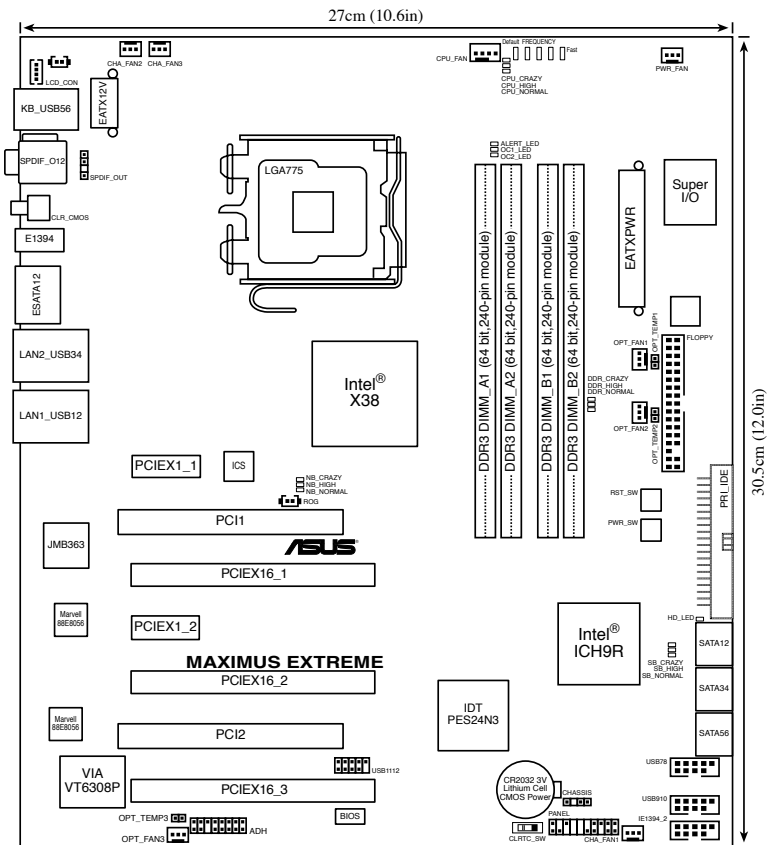 27cm (10.6in)
CHA_FAN2
CHA_FAN3
CPU_FAN
Default FREQUENCY
Fast
CPU_CRAZY
CPU_HIGH
CPU_NORMAL
PWR_FAN
LCD_CON
EATX12V
KB_USB56
SPDIF_O12
SPDIF_OUT
CLR_CMOS
E1394
ESATA12
LAN2_USB34
LAN1_USB12
LGA775
ALERT_LED
OC1_LED
OC2_LED
DDR3 DIMM_A1 (64 bit,240-pin module)
DDR3 DIMM_A2 (64 bit,240-pin module)
DDR3 DIMM_B1 (64 bit,240-pin module)
DDR3 DIMM_B2 (64 bit,240-pin module)
EATXPWR
Super
I/O
OPT_FAN1
OPT_TEMP1
FLOPPY
DDR_CRAZY
DDR_HIGH
DDR_NORMAL
OPT_FAN2
OPT_TEMP2
30.5cm (12.0in)
Intel®
X38
PCIEX1_1
ICS
NB_CRAZY
NB_HIGH
NB_NORMAL
ROG
RST_SW
PWR_SW
PRI_IDE
PCI1
JMB363
ASUS
PCIEX16_1
Marvell
88E8056
PCIEX1_2
Intel®
ICH9R
HD_LED
SATA12
SB_CRAZY
SB_HIGH
SB_NORMAL
MAXIMUS EXTREME
PCIEX16_2
SATA34
IDT
PES24N3
Marvell
88E8056
PCI2
SATA56
VIA
VT6308P
USB1112
USB78
PCIEX16_3
CR2032 3V
Lithium Cell
CMOS Power
CHASSIS
USB910
OPT_TEMP3
BIOS
PANEL
IE1394_2
OPT_FAN3
ADH
CLRTC_SW
CHA_FAN1